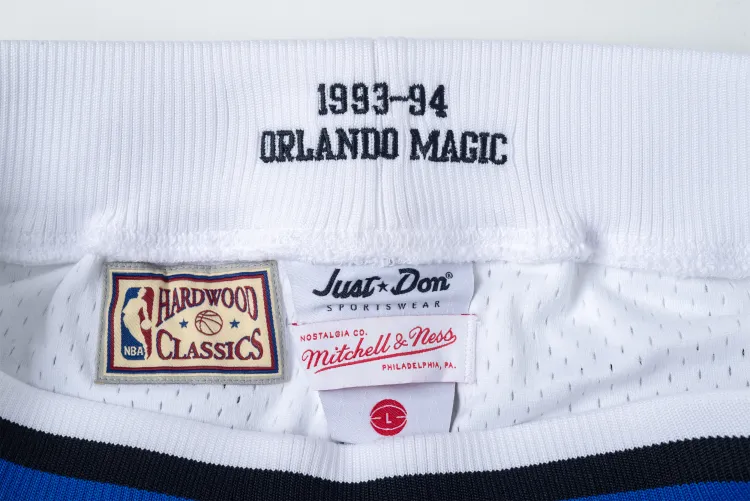 1993-94
ORLANDO MAGIC
HARDWOOD
CLASSICS
NBA
Just★Don®
SPORTSWEAR
NOSTALGIA CO.
Mitchell & Ness
PHILADELPHIA, PA.
L